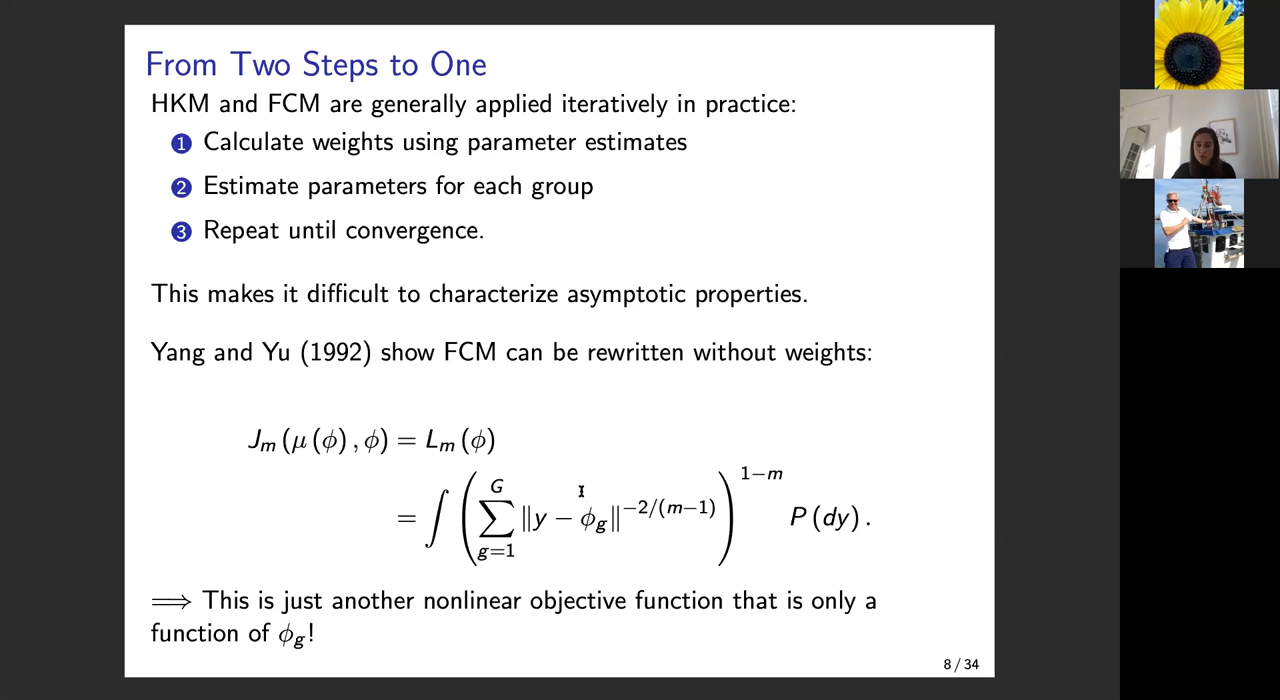 From Two Steps to One
HKM and FCM are generally applied iteratively in practice:
1 Calculate weights using parameter estimates
2 Estimate parameters for each group
3 Repeat until convergence.
This makes it difficult to characterize asymptotic properties.
Yang and Yu (1992) show FCM can be rewritten without weights:
J_m (μ (ϕ) , ϕ) = L_m (ϕ)
= ∫ ( ∑_{g=1}^{G} ‖y − ϕ_g‖^{−2/(m−1)} )^{1−m} P (dy) .
⟹ This is just another nonlinear objective function that is only a
function of ϕ_g!
8 / 34